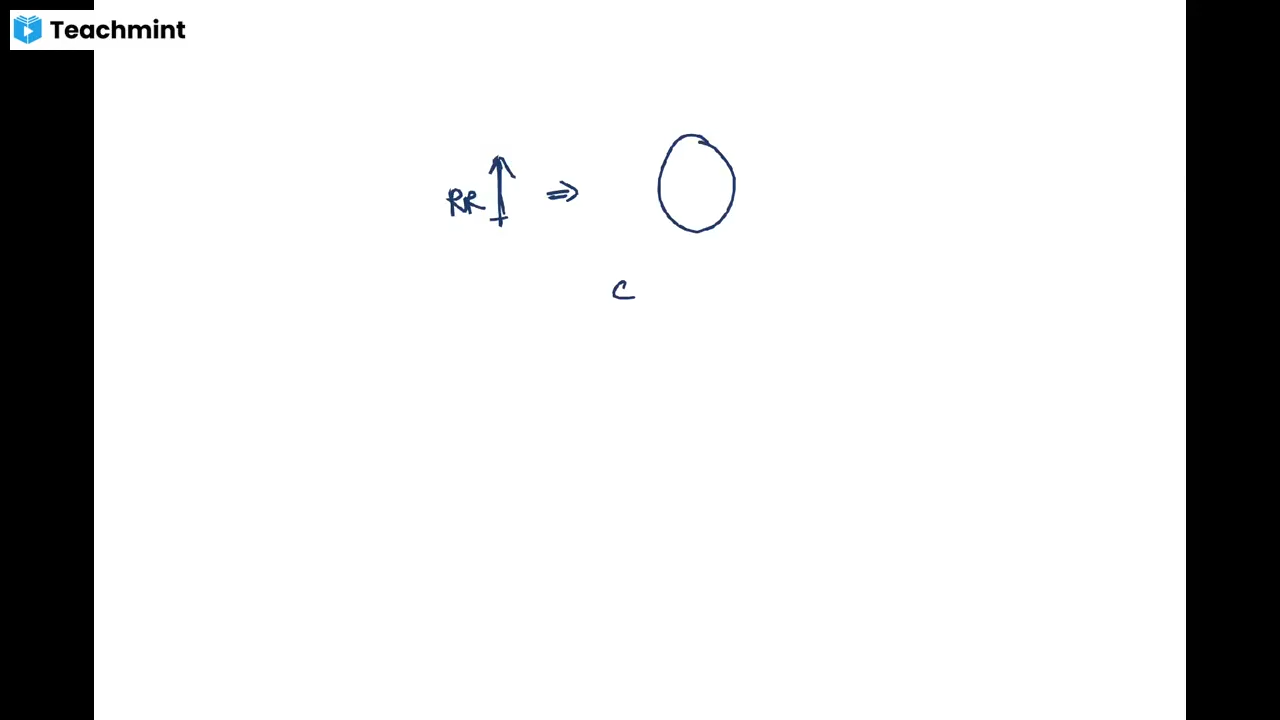 Teachmint
RR ↑ ⇒
C